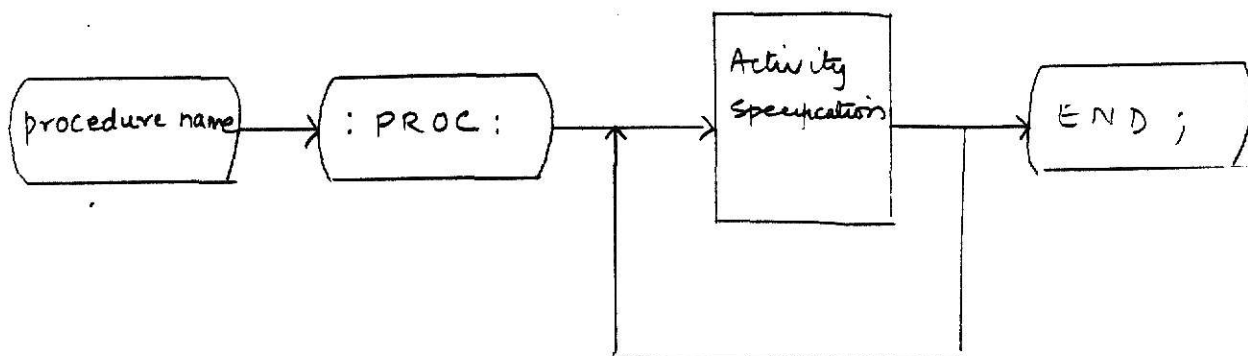 procedure name
: PROC :
Activity
Specification
END ;